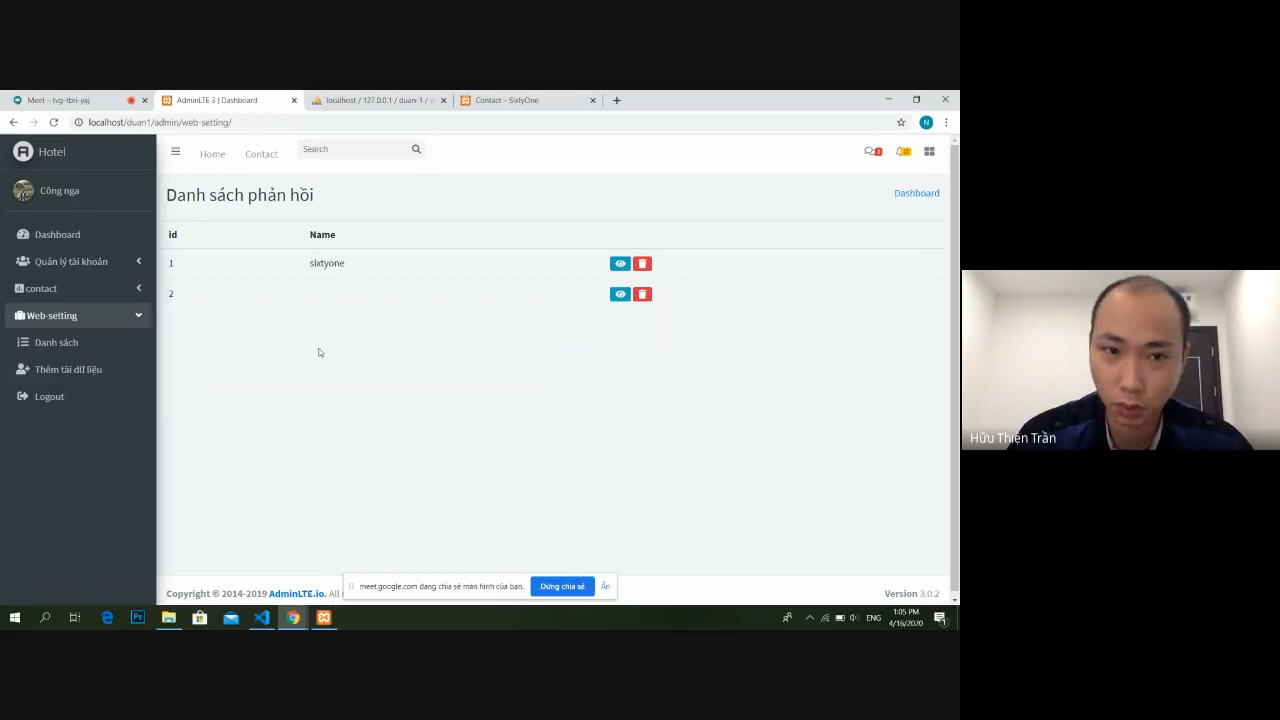 Meet – tvg-tbri-yaj
AdminLTE 3 | Dashboard
localhost / 127.0.0.1 / duan-1 /
Contact – SixtyOne
localhost/duan1/admin/web-setting/
N
Hotel
Home
Contact
Search
Công nga
Danh sách phản hồi
Dashboard
id
Name
1
sixtyone
2
Dashboard
Quản lý tài khoản
contact
Web-setting
Danh sách
Thêm tài dữ liệu
Logout
meet.google.com đang chia sẻ màn hình của bạn.
Dừng chia sẻ
Ẩn
Copyright © 2014-2019 AdminLTE.io. All
Version 3.0.2
ENG
1:05 PM
4/16/2020
Hữu Thiện Trần